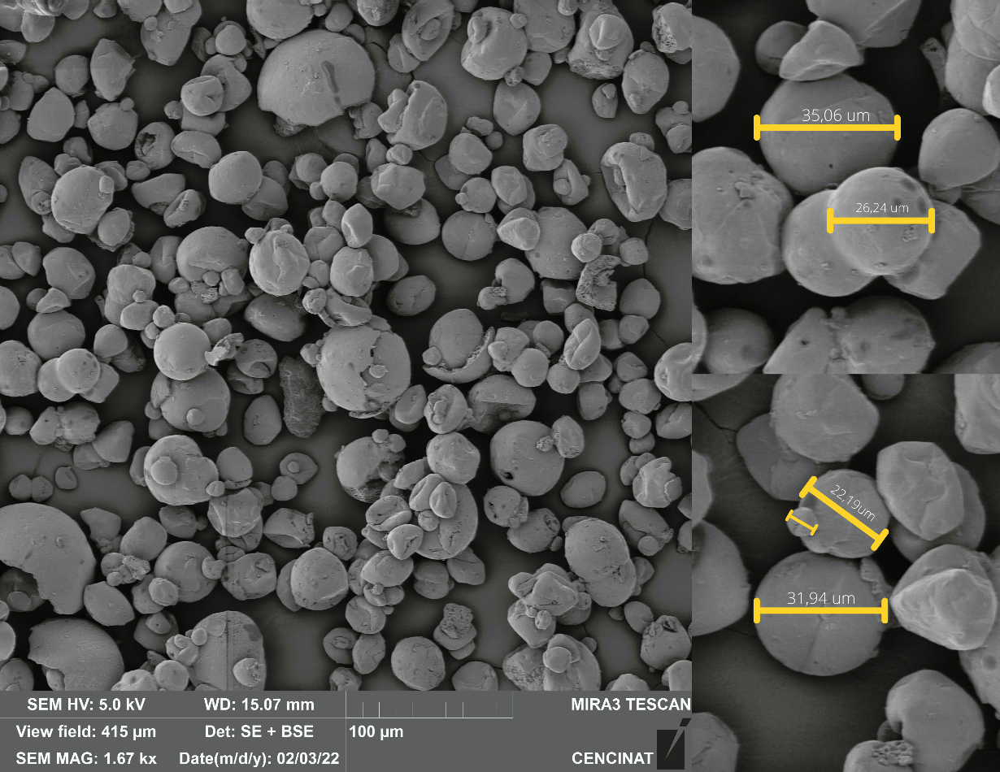 35,06 um
26,24 um
22,19um
31,94 um
SEM HV: 5.0 kV WD: 15.07 mm MIRA3 TESCAN
View field: 415 µm Det: SE + BSE 100 µm
SEM MAG: 1.67 kx Date(m/d/y): 02/03/22 CENCINAT